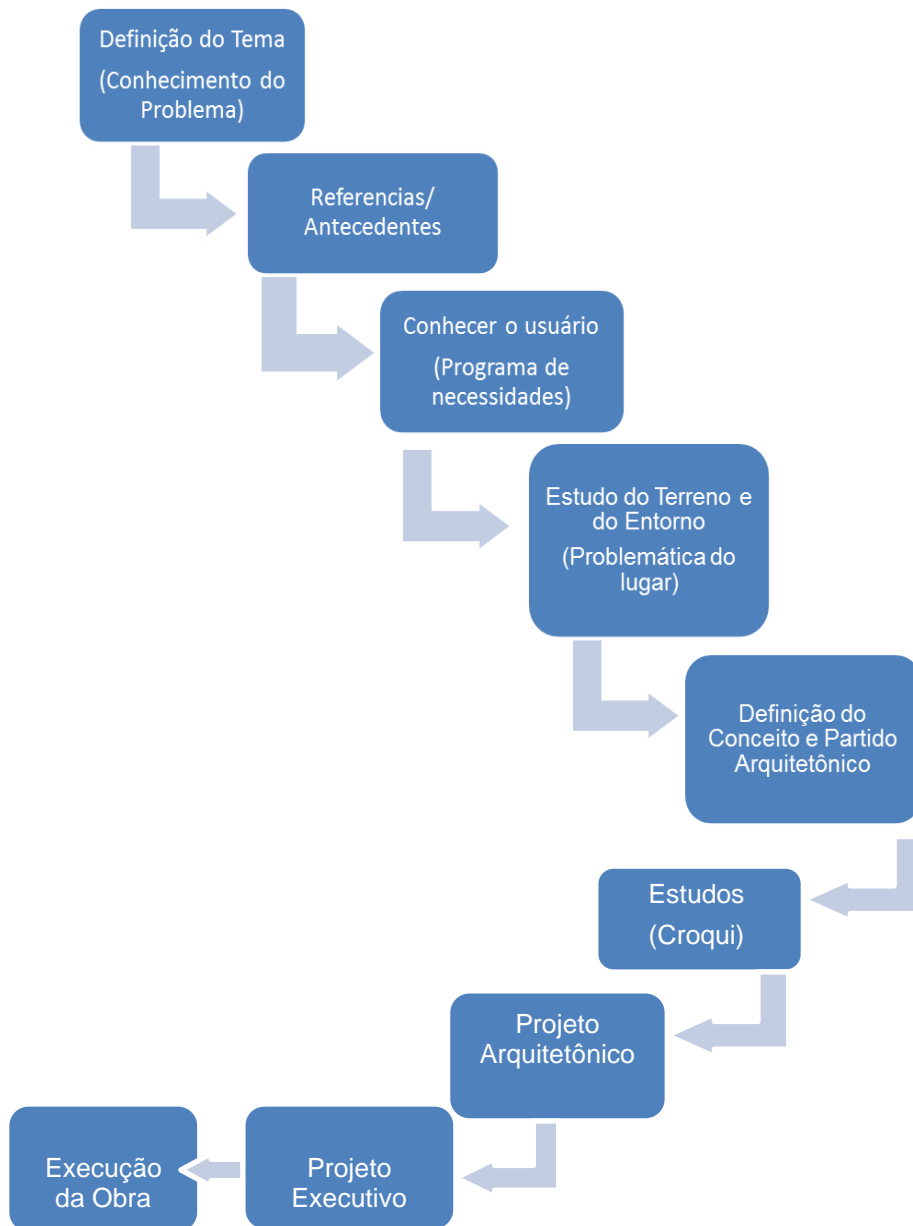 Definição do Tema
(Conhecimento do
Problema)
Referencias/
Antecedentes
Conhecer o usuário
(Programa de
necessidades)
Estudo do Terreno e
do Entorno
(Problemática do
lugar)
Definição do
Conceito e Partido
Arquitetônico
Estudos
(Croqui)
Projeto
Arquitetônico
Projeto
Executivo
Execução
da Obra